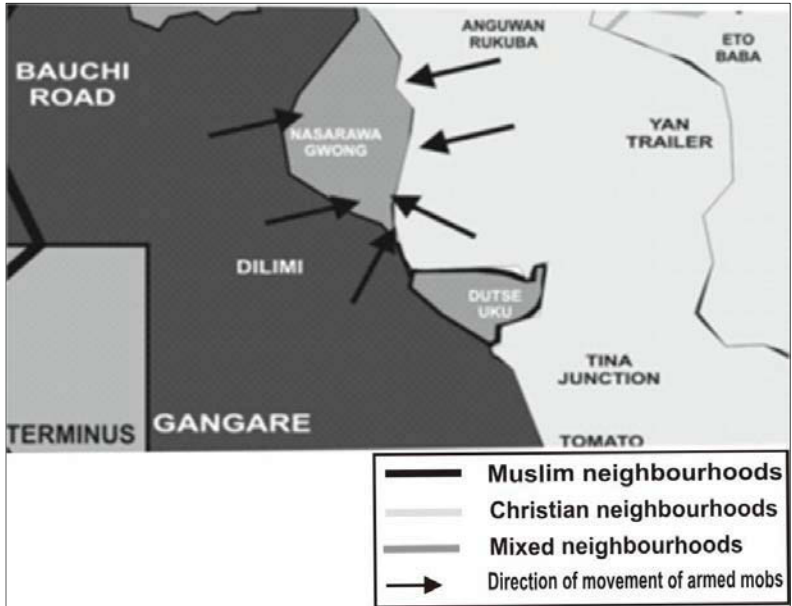 ANGUWAN
RUKUBA
ETO
BABA
BAUCHI
ROAD
YAN
TRAILER
NASARAWA
GWONG
DILIMI
DUTSE
UKU
TINA
JUNCTION
TERMINUS
GANGARE
TOMATO
Muslim neighbourhoods
Christian neighbourhoods
Mixed neighbourhoods
Direction of movement of armed mobs